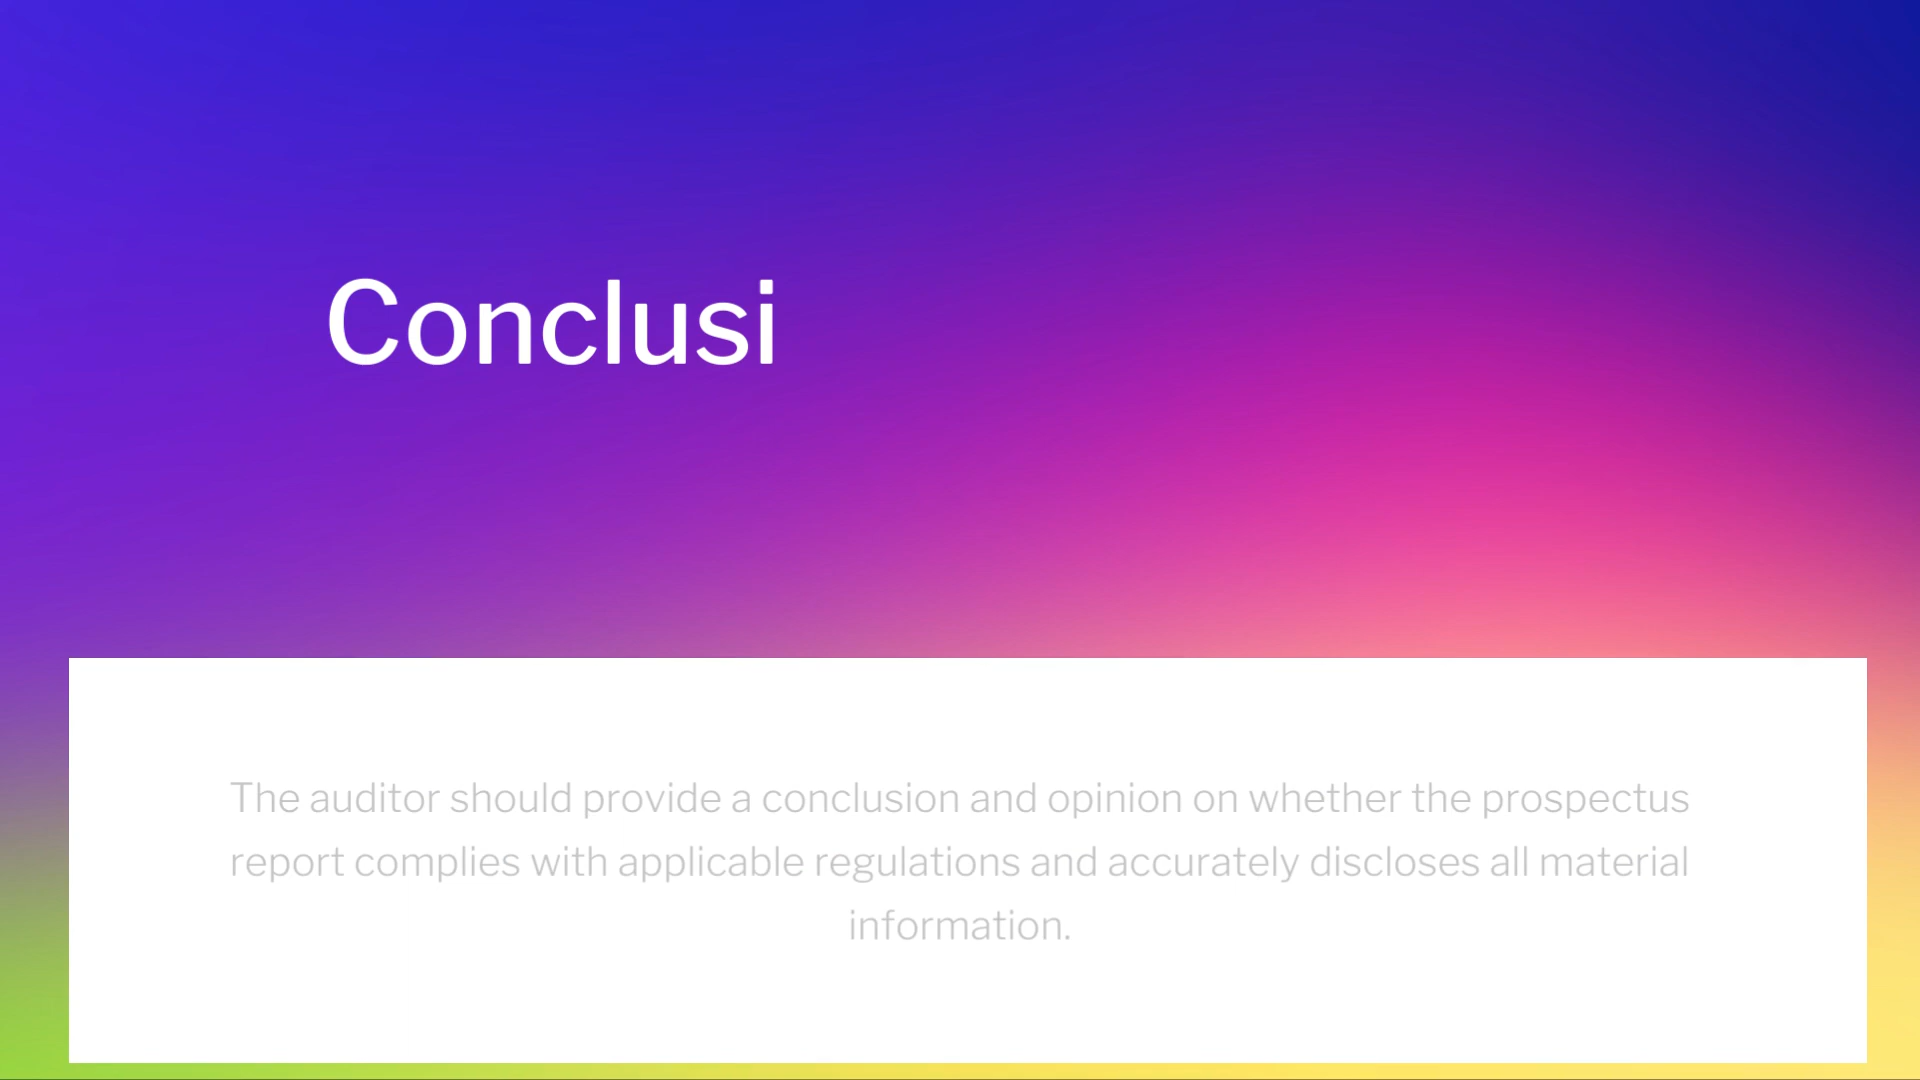 Conclusi
The auditor should provide a conclusion and opinion on whether the prospectus
report complies with applicable regulations and accurately discloses all material
information.